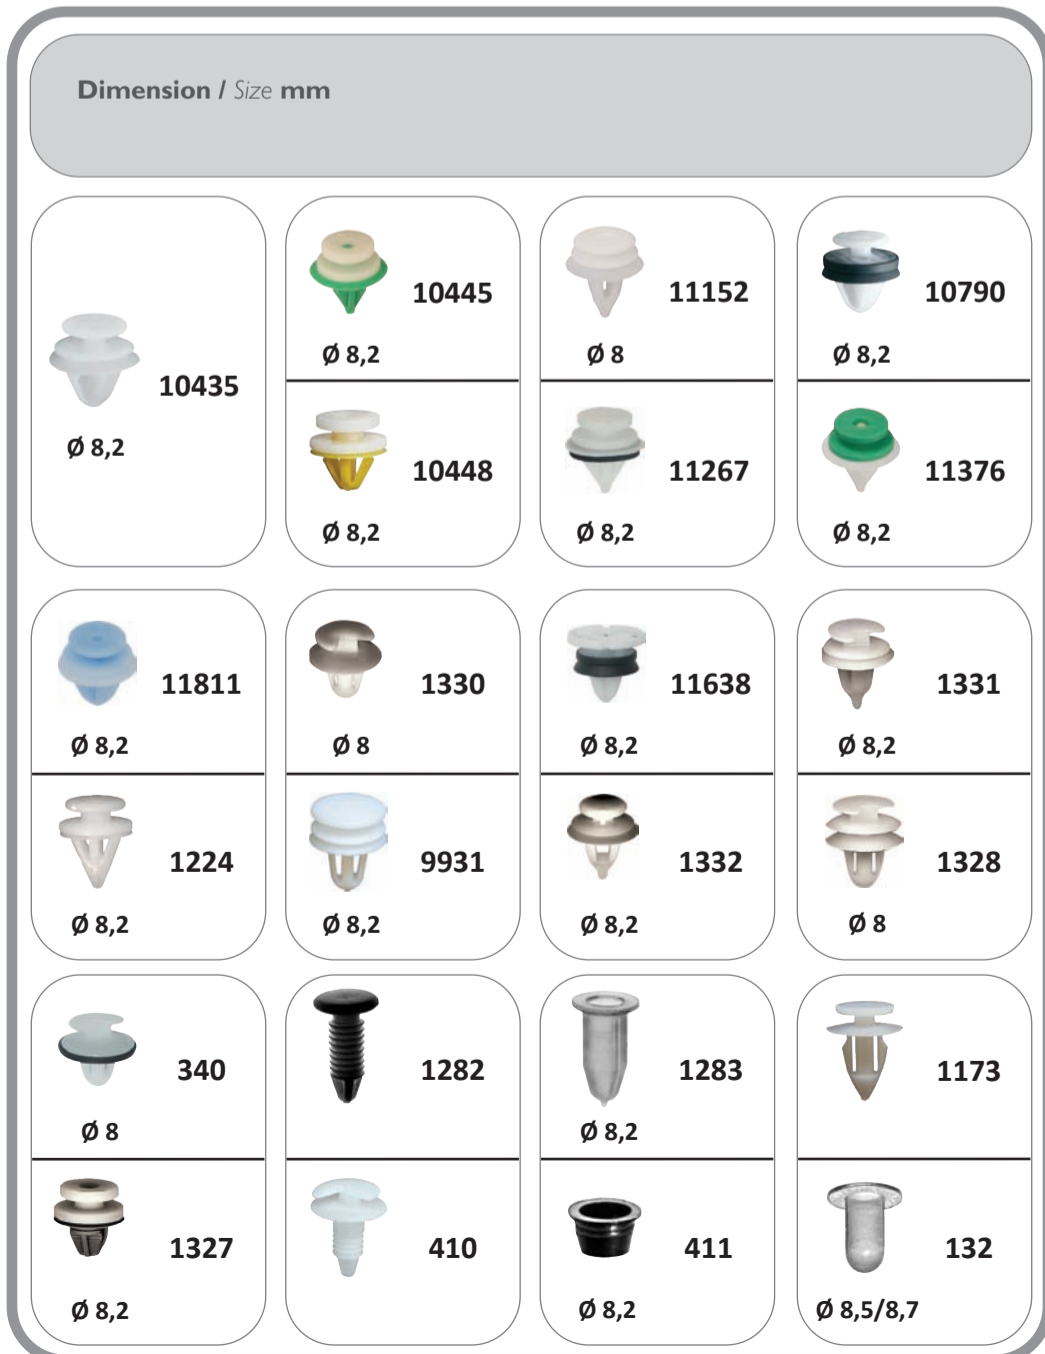 Dimension / Size mm
10435
Ø 8,2
10445
Ø 8,2
10448
Ø 8,2
11152
Ø 8
11267
Ø 8,2
10790
Ø 8,2
11376
Ø 8,2
11811
Ø 8,2
1224
Ø 8,2
1330
Ø 8
9931
Ø 8,2
11638
Ø 8,2
1332
Ø 8,2
1331
Ø 8,2
1328
Ø 8
340
Ø 8
1327
Ø 8,2
1282
410
1283
Ø 8,2
411
Ø 8,2
1173
132
Ø 8,5/8,7